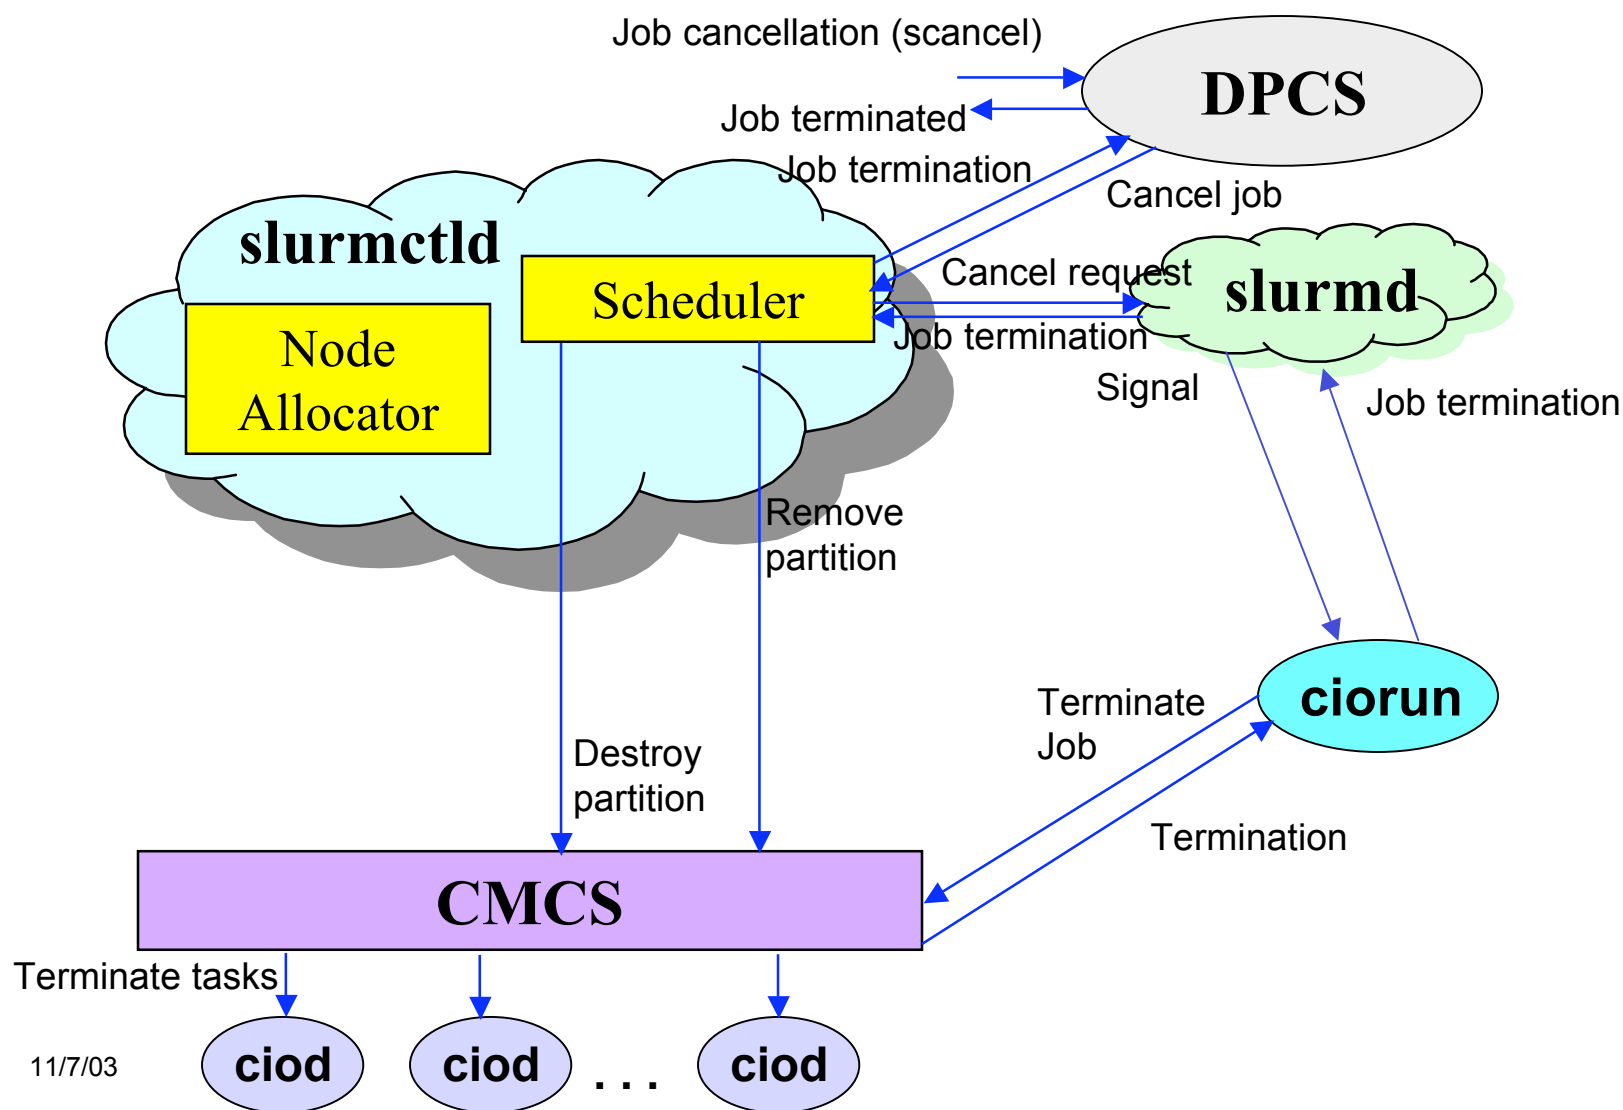 Job cancellation (scancel)
DPCS
Job terminated
Job termination
Cancel job
slurmctld
Cancel request
slurmd
Scheduler
Job termination
Node
Allocator
Signal
Job termination
Remove
partition
Terminate
Job
ciorun
Destroy
partition
Termination
CMCS
Terminate tasks
11/7/03
ciod
ciod
. . .
ciod